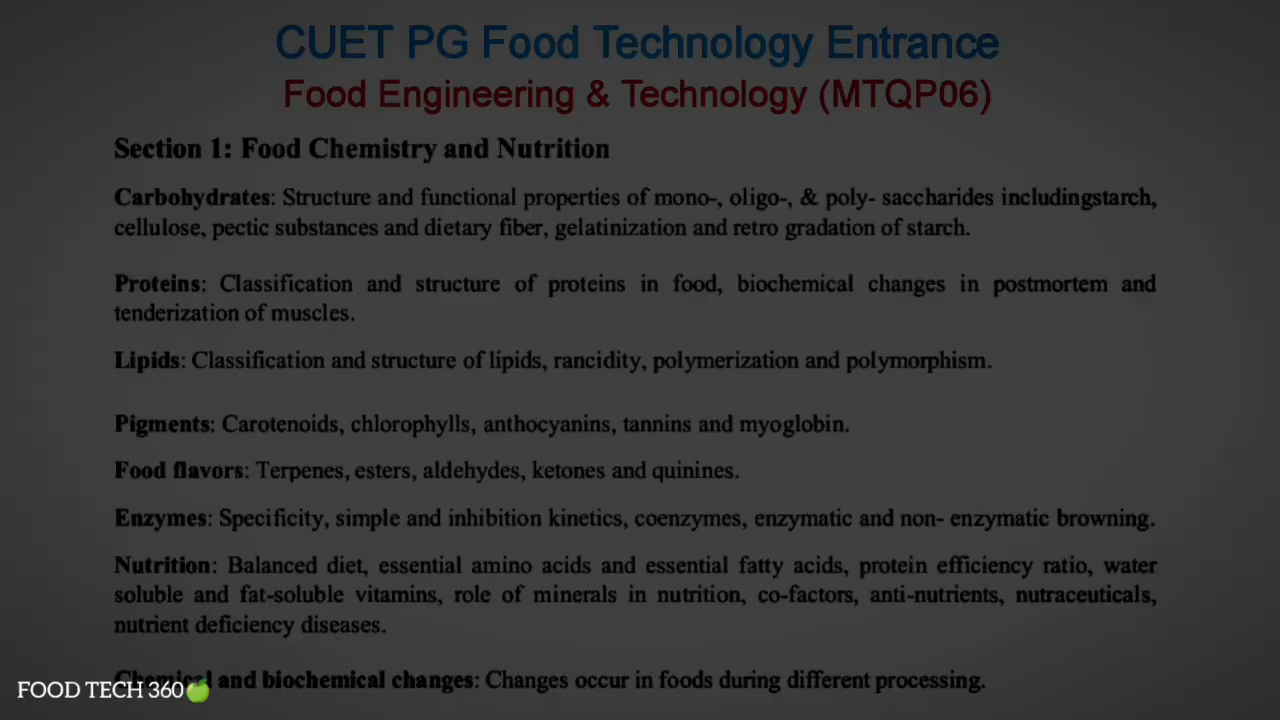 CUET PG Food Technology Entrance
Food Engineering & Technology (MTQP06)
Section 1: Food Chemistry and Nutrition
Carbohydrates: Structure and functional properties of mono-, oligo-, & poly- saccharides includingstarch,
cellulose, pectic substances and dietary fiber, gelatinization and retro gradation of starch.
Proteins: Classification and structure of proteins in food, biochemical changes in postmortem and
tenderization of muscles.
Lipids: Classification and structure of lipids, rancidity, polymerization and polymorphism.
Pigments: Carotenoids, chlorophylls, anthocyanins, tannins and myoglobin.
Food flavors: Terpenes, esters, aldehydes, ketones and quinines.
Enzymes: Specificity, simple and inhibition kinetics, coenzymes, enzymatic and non- enzymatic browning.
Nutrition: Balanced diet, essential amino acids and essential fatty acids, protein efficiency ratio, water
soluble and fat-soluble vitamins, role of minerals in nutrition, co-factors, anti-nutrients, nutraceuticals,
nutrient deficiency diseases.
Chemical and biochemical changes: Changes occur in foods during different processing.
FOOD TECH 360